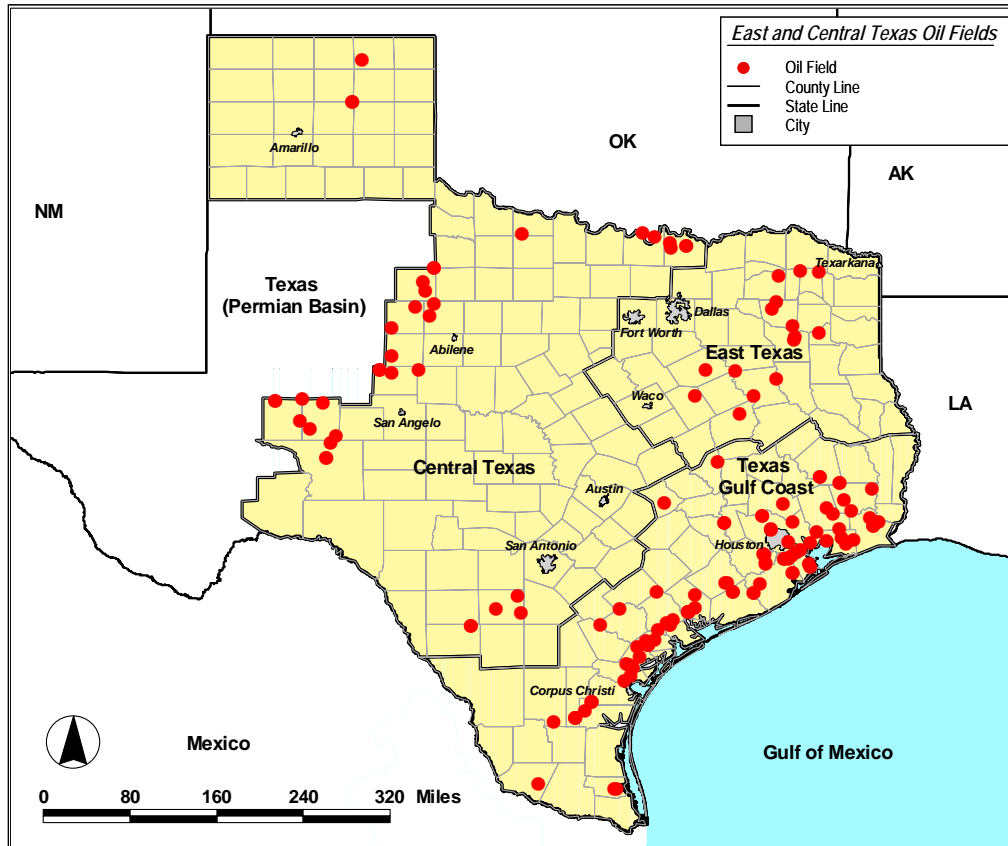 East and Central Texas Oil Fields
Oil Field
County Line
State Line
City
Amarillo
OK
AK
NM
Texarkana
Texas
(Permian Basin)
Dallas
Fort Worth
Abilene
East Texas
Waco
LA
San Angelo
Central Texas
Texas
Gulf Coast
Austin
Houston
San Antonio
Corpus Christi
Mexico
Gulf of Mexico
0 80 160 240 320 Miles